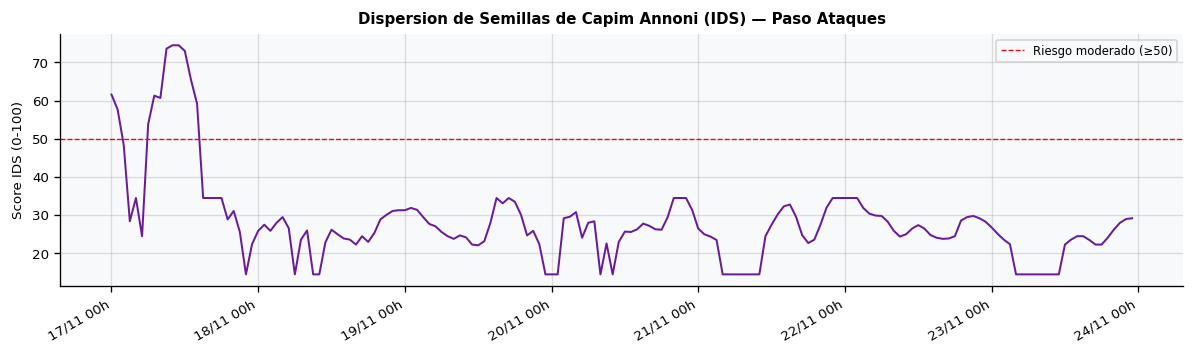 Dispersion de Semillas de Capim Annoni (IDS) — Paso Ataques
Riesgo moderado (≥50)
Score IDS (0-100)
70
60
50
40
30
20
17/11 00h
18/11 00h
19/11 00h
20/11 00h
21/11 00h
22/11 00h
23/11 00h
24/11 00h